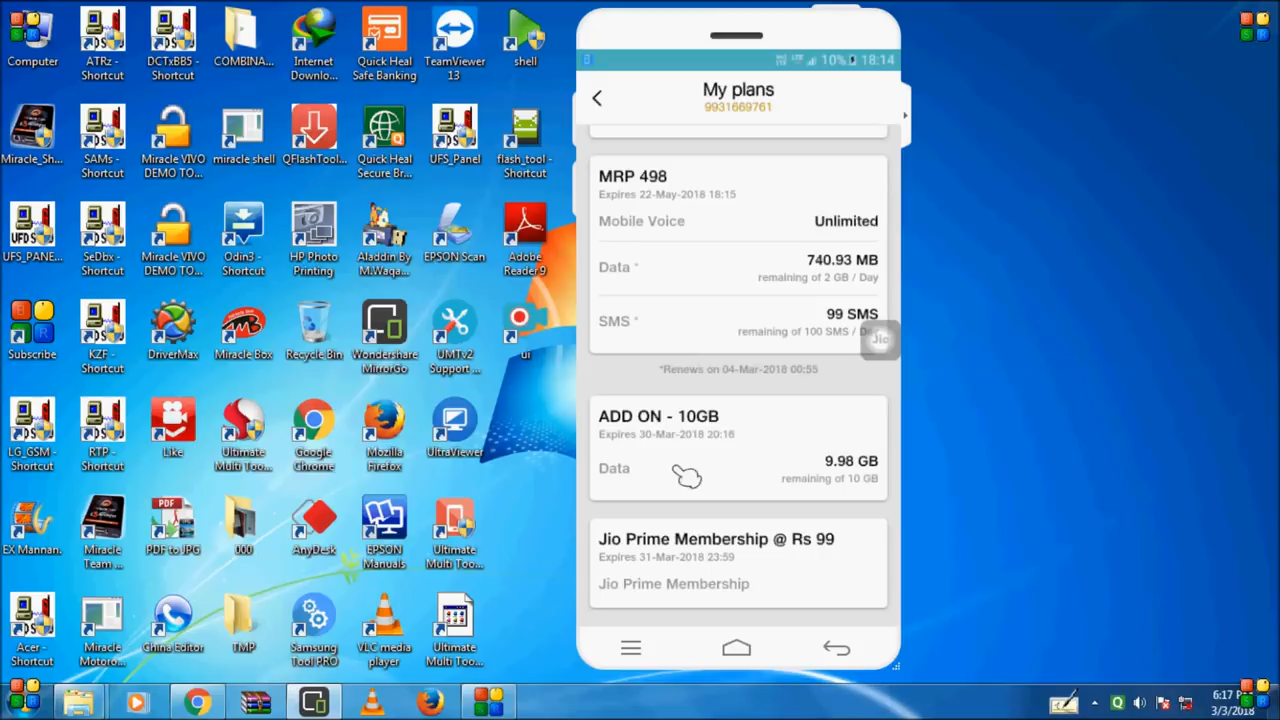 Computer
ATRz -
Shortcut
DCTxBB5 -
Shortcut
COMBINA...
Internet
Downlo...
Quick Heal
Safe Banking
TeamViewer
13
shell
Miracle_Sh...
SAMs -
Shortcut
Miracle VIVO
DEMO TO...
miracle shell
QFlashTool...
Quick Heal
Secure Br...
UFS_Panel
flash_tool -
Shortcut
UFS_PANE...
SeDbx -
Shortcut
Miracle VIVO
DEMO TO...
Odin3 -
Shortcut
HP Photo
Printing
Aladdin By
M.Waqa...
EPSON Scan
Adobe
Reader 9
Subscribe
KZF -
Shortcut
DriverMax
Miracle Box
Recycle Bin
Wondershare
MirrorGo
UMTv2
Support ...
ui
LG_GSM -
Shortcut
RTP -
Shortcut
Like
Ultimate
Multi Too...
Google
Chrome
Mozilla
Firefox
UltraViewer
EX Mannan.
Miracle
Team ...
PDF to JPG
000
AnyDesk
EPSON
Manuals
Ultimate
Multi Too...
Acer -
Shortcut
Miracle
Motoro...
China Editor
TMP
Samsung
Tool PRO
VLC media
player
Ultimate
Multi Too...
10% 18:14
My plans
9931669761
MRP 498
Expires 22-May-2018 18:15
Mobile Voice Unlimited
Data * 740.93 MB
remaining of 2 GB / Day
SMS * 99 SMS
remaining of 100 SMS /
Jio
*Renews on 04-Mar-2018 00:55
ADD ON - 10GB
Expires 30-Mar-2018 20:16
Data 9.98 GB
remaining of 10 GB
Jio Prime Membership @ Rs 99
Expires 31-Mar-2018 23:59
Jio Prime Membership
6:17 PM
3/3/2018